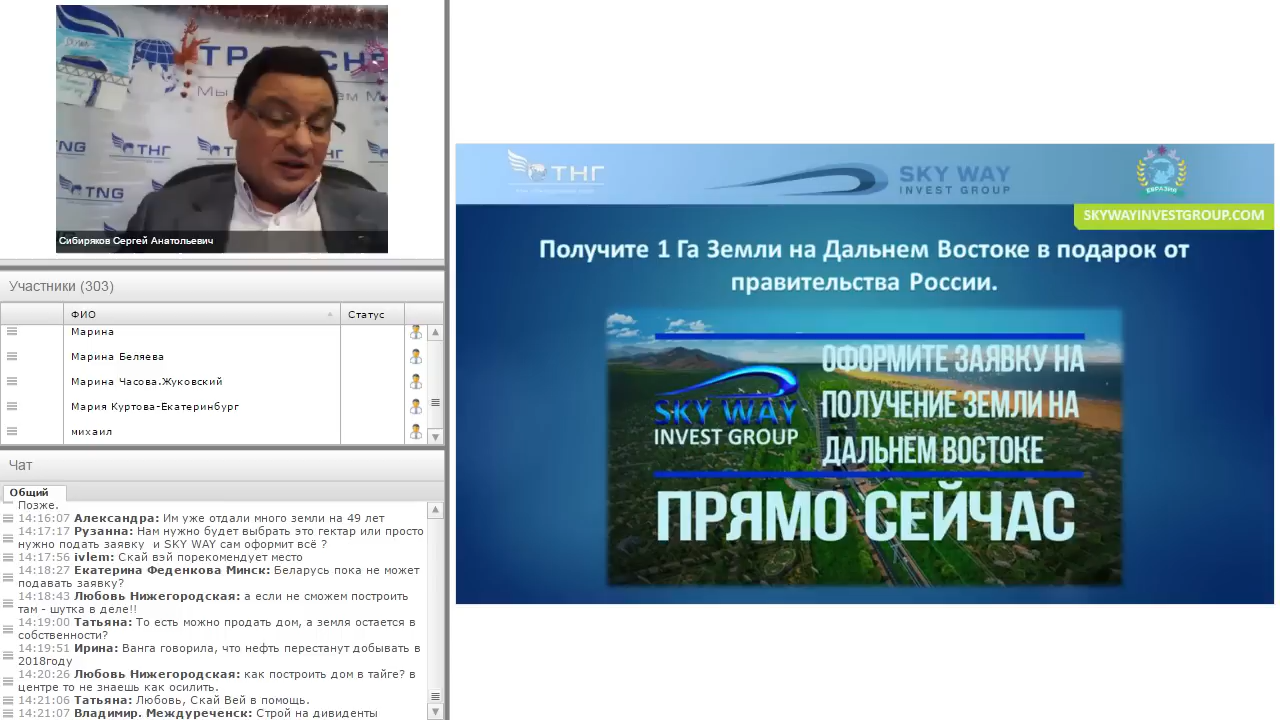 ТНГ
TNG
ТНГ
ТНГ
TNG
ТНГ
Сибиряков Сергей Анатольевич
Участники (303)
ФИО
Статус
Марина
Марина Беляева
Марина Часова.Жуковский
Мария Куртова-Екатеринбург
михаил
Чат
Общий
Позже.
14:16:07 Александра: Им уже отдали много земли на 49 лет
14:17:17 Рузанна: Нам нужно будет выбрать это гектар или просто
нужно подать заявку и SKY WAY сам оформит всё ?
14:17:56 ivlem: Скай вэй порекомендует место
14:18:27 Екатерина Феденкова Минск: Беларусь пока не может
подавать заявку?
14:18:43 Любовь Нижегородская: а если не сможем построить
там - шутка в деле!!
14:19:00 Татьяна: То есть можно продать дом, а земля остается в
собственности?
14:19:51 Ирина: Ванга говорила, что нефть перестанут добывать в
2018году
14:20:26 Любовь Нижегородская: как построить дом в тайге? в
центре то не знаешь как осилить.
14:21:06 Татьяна: Любовь, Скай Вей в помощь.
14:21:07 Владимир. Междуреченск: Строй на дивиденты
ТНГ
SKY WAY
INVEST GROUP
ЕВРАЗИЯ
SKYWAYINVESTGROUP.COM
Получите 1 Га Земли на Дальнем Востоке в подарок от
правительства России.
SKY WAY
INVEST GROUP
ОФОРМИТЕ ЗАЯВКУ НА
ПОЛУЧЕНИЕ ЗЕМЛИ НА
ДАЛЬНЕМ ВОСТОКЕ
ПРЯМО СЕЙЧАС